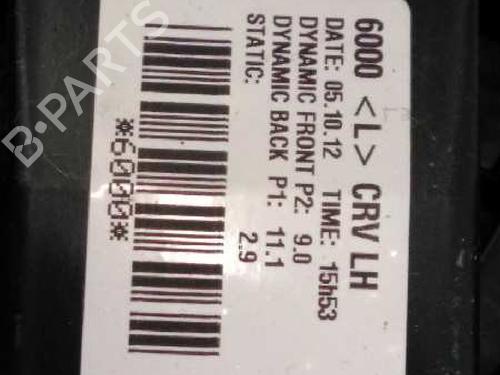 6000 <L> CRV LH
DATE: 05.10.12 TIME: 15h53
DYNAMIC FRONT P2: 9.0
DYNAMIC BACK P1: 11.1
STATIC: 2.9
*6000*
B-PARTS